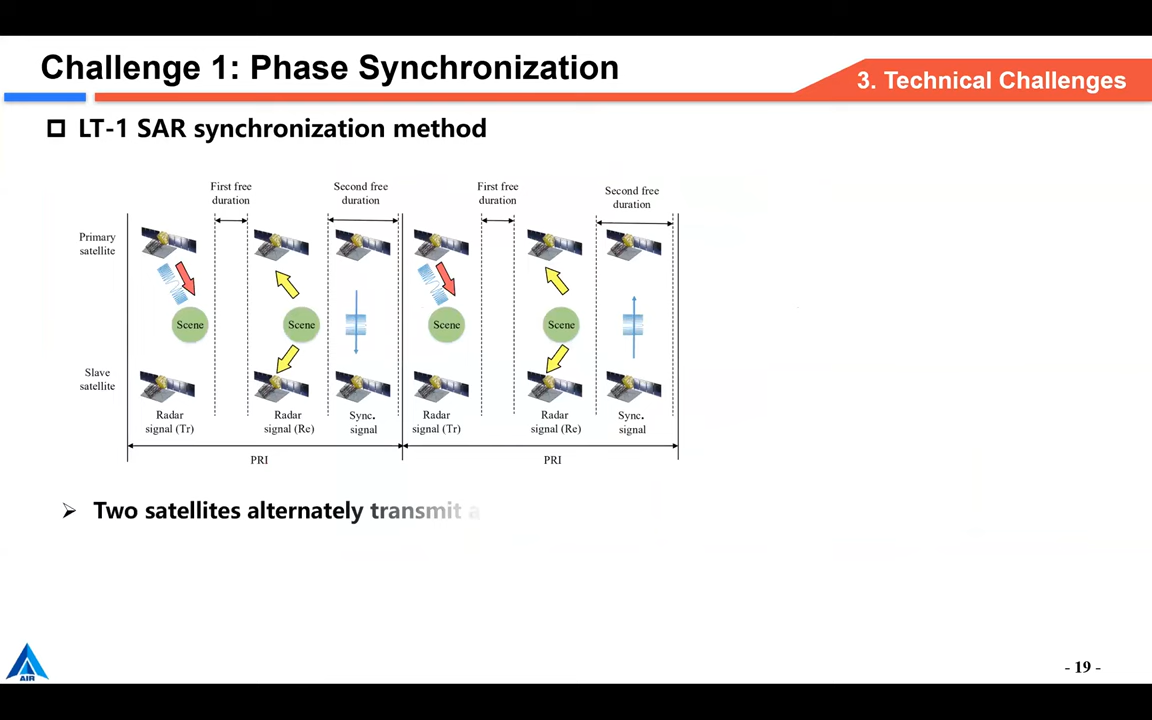 Challenge 1: Phase Synchronization
3. Technical Challenges
LT-1 SAR synchronization method
First free
duration
Second free
duration
First free
duration
Second free
duration
Primary
satellite
Scene
Scene
Scene
Scene
Slave
satellite
Radar
signal (Tr)
Radar
signal (Re)
Sync.
signal
Radar
signal (Tr)
Radar
signal (Re)
Sync.
signal
PRI
PRI
Two satellites alternately transmit a
AIR
- 19 -